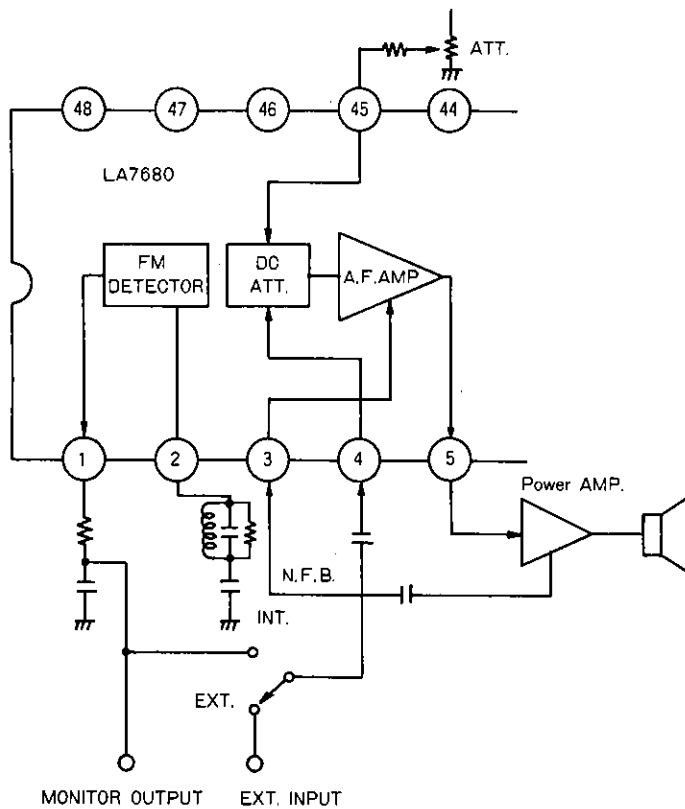 ATT.
48 47 46 45 44
LA7680
FM
DETECTOR
DC
ATT.
A.F.AMP
1 2 3 4 5
Power AMP.
N.F.B.
INT.
EXT.
MONITOR OUTPUT EXT. INPUT